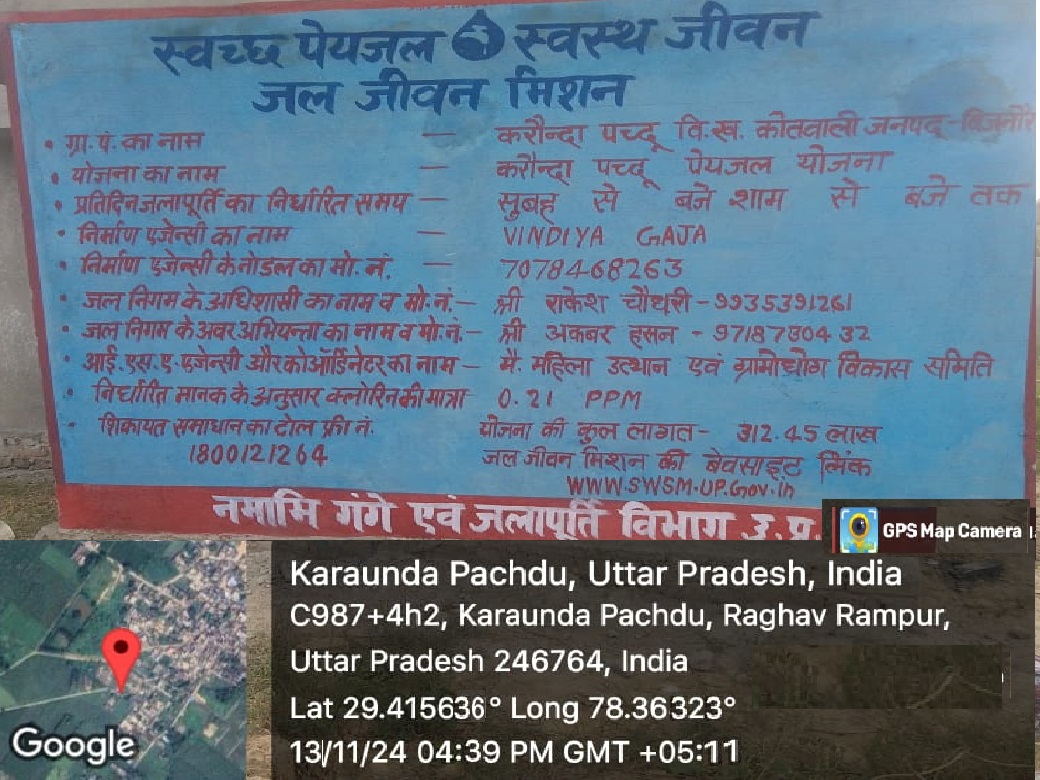 स्वच्छ पेयजल स्वस्थ जीवन
जल जीवन मिशन
• ग्रा.पं. का नाम — करौन्दा पच्दू वि.ख. कोतवाली जनपद - बिजनौर
• योजना का नाम — करौन्दा पच्दू पेयजल योजना
• प्रतिदिन जलापूर्ति का निर्धारित समय — सुबह से बजे शाम से बजे तक
• निर्माण एजेन्सी का नाम — VINDIYA GAJA
• निर्माण एजेन्सी के नोडल का मो. नं. — 7078468263
• जल निगम के अधिशासी का नाम व मो. नं. — श्री राकेश चौधरी - 9935391261
• जल निगम के अवर अभियन्ता का नाम व मो. नं. — श्री अकबर हसन - 9718780432
• आई. एस. ए. एजेन्सी और कोऑर्डिनेटर का नाम — मै. महिला उत्थान एवं ग्रामोद्योग विकास समिति
• निर्धारित मानक के अनुसार क्लोरिन की मात्रा 0.21 PPM
• शिकायत समाधान का टोल फ्री नं. योजना की कुल लागत - 312.45 लाख
1800121264 जल जीवन मिशन की बेवसाइट लिंक
WWW.SWSM-UP.Gov.in
नमामि गंगे एवं जलापूर्ति विभाग उ.प्र.
GPS Map Camera
Karaunda Pachdu, Uttar Pradesh, India
C987+4h2, Karaunda Pachdu, Raghav Rampur,
Uttar Pradesh 246764, India
Lat 29.415636° Long 78.36323°
13/11/24 04:39 PM GMT +05:11
Google